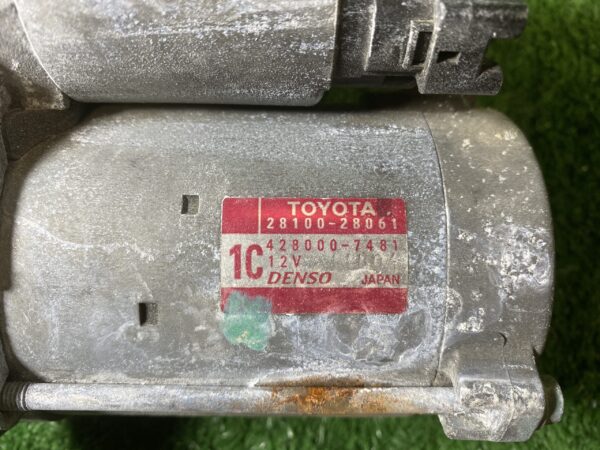 TOYOTA
28100-28061
1C
428000-7481
12V
DENSO JAPAN